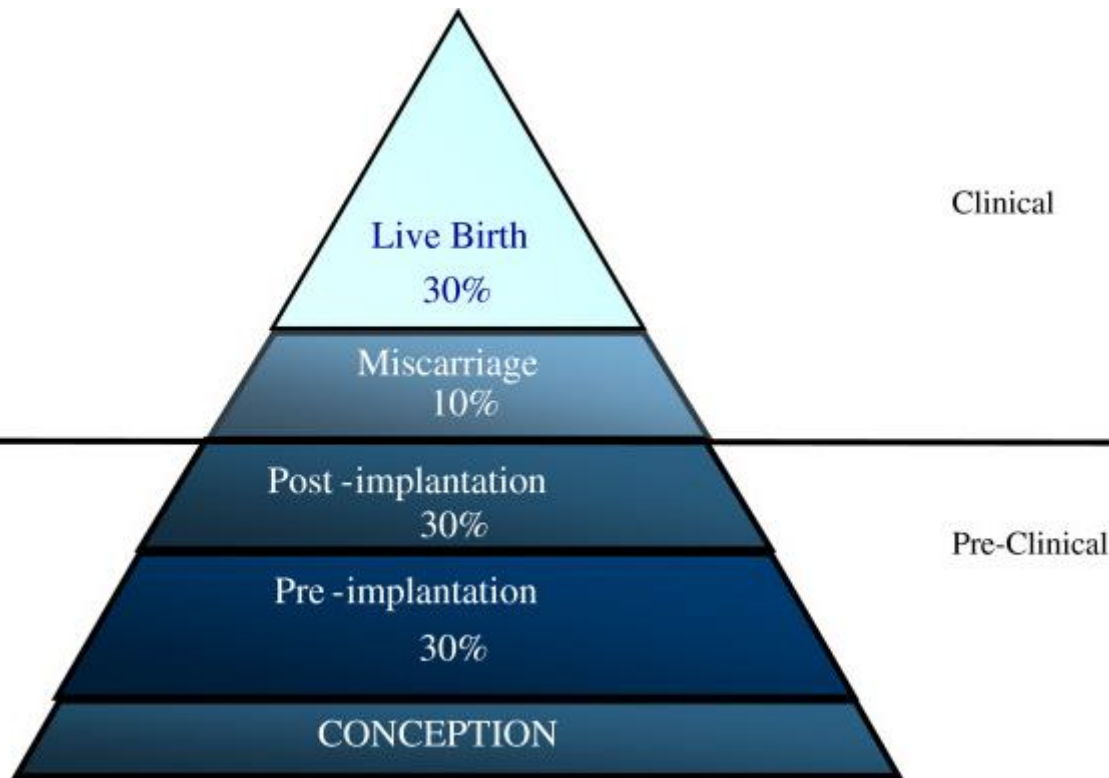 Clinical
Live Birth
30%
Miscarriage
10%
Post -implantation
30%
Pre-Clinical
Pre -implantation
30%
CONCEPTION